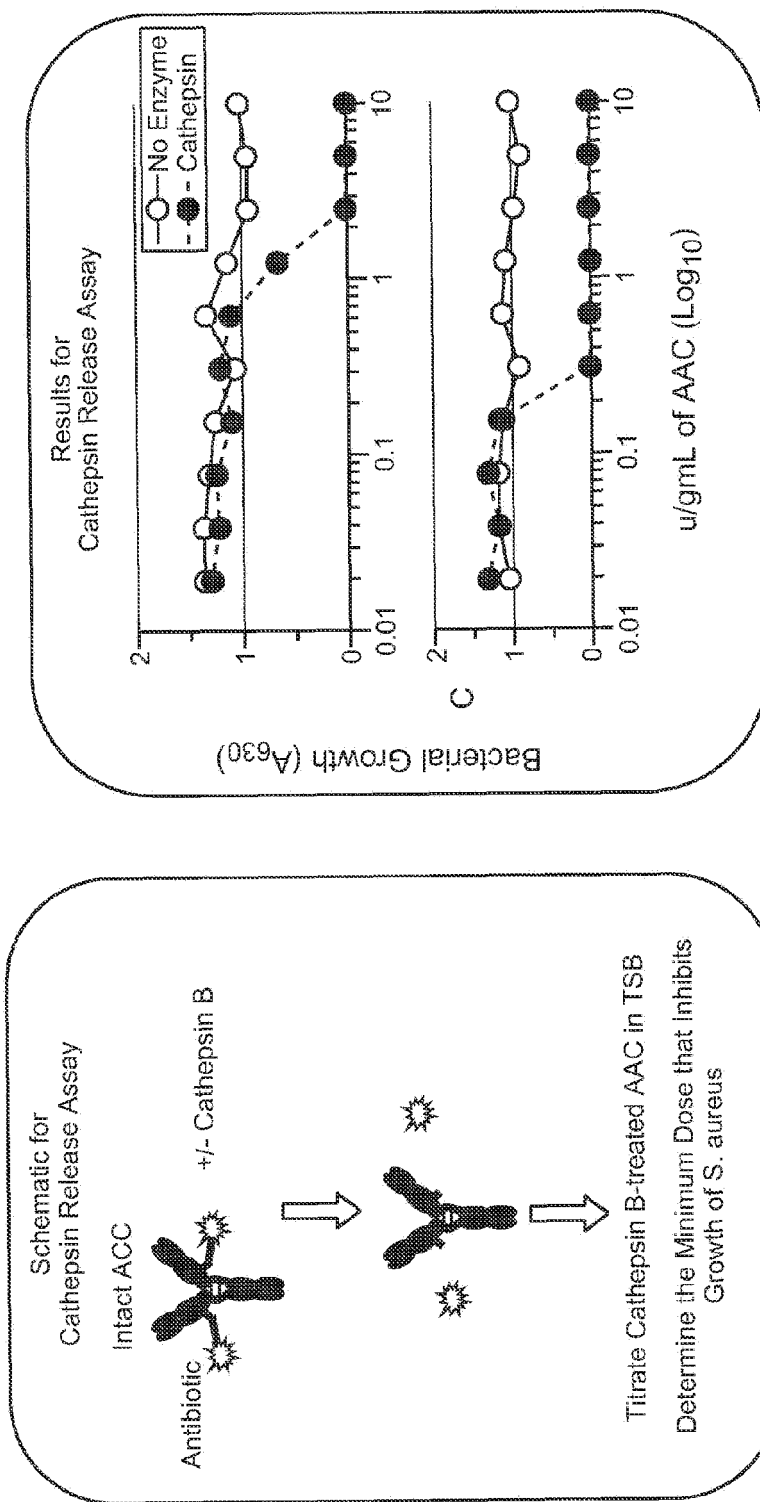 Schematic for
Cathepsin Release Assay
Intact ACC
Antibiotic
+/- Cathepsin B
Titrate Cathepsin B-treated AAC in TSB
Determine the Minimum Dose that Inhibits
Growth of S. aureus
Results for
Cathepsin Release Assay
No Enzyme
Cathepsin
Bacterial Growth (A630)
2
1
0
0.01
0.1
1
10
C
2
1
0
0.01
0.1
1
10
u/gmL of AAC (Log10)